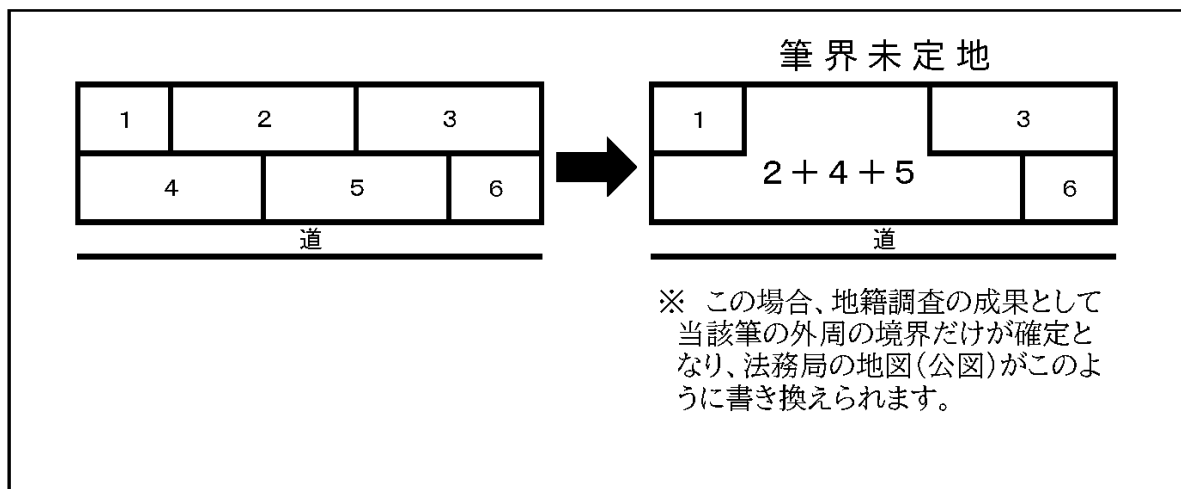 筆界未定地
1
2
3
4
5
6
道
1
3
2＋4＋5
6
道
※ この場合、地籍調査の成果として
当該筆の外周の境界だけが確定と
なり、法務局の地図(公図)がこのよ
うに書き換えられます。